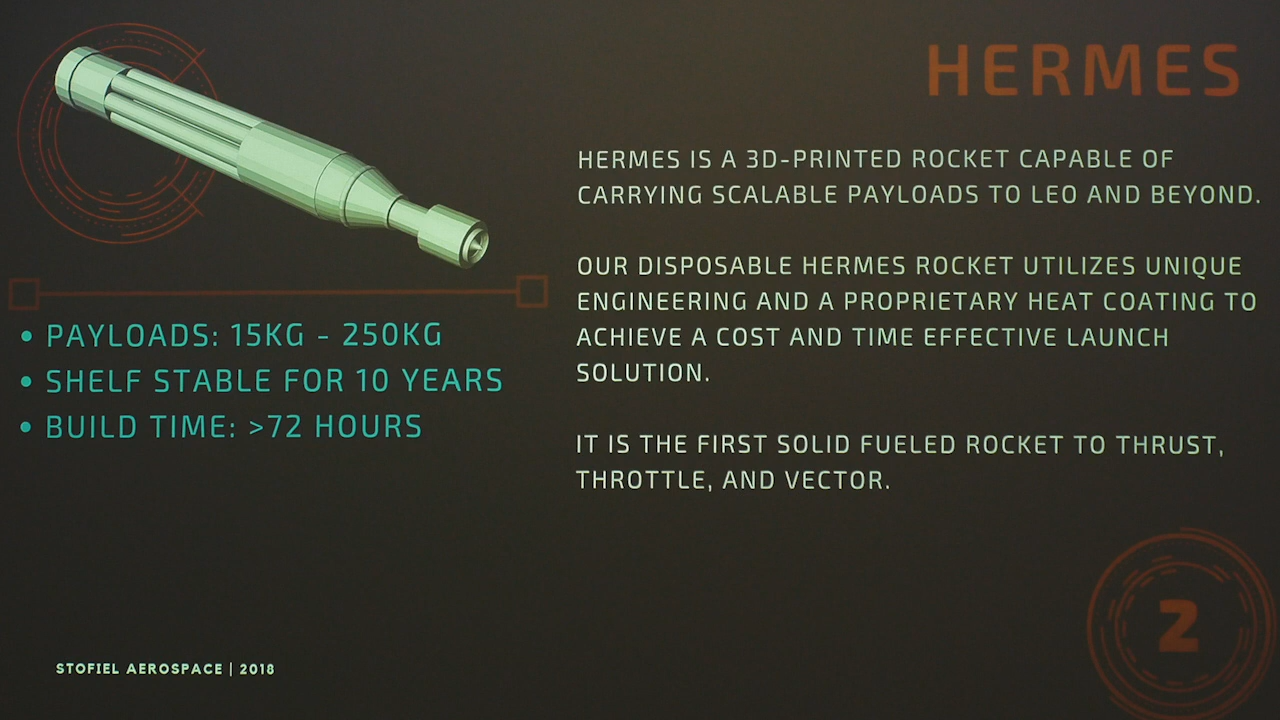 HERMES
HERMES IS A 3D-PRINTED ROCKET CAPABLE OF
CARRYING SCALABLE PAYLOADS TO LEO AND BEYOND.
OUR DISPOSABLE HERMES ROCKET UTILIZES UNIQUE
ENGINEERING AND A PROPRIETARY HEAT COATING TO
ACHIEVE A COST AND TIME EFFECTIVE LAUNCH
SOLUTION.
IT IS THE FIRST SOLID FUELED ROCKET TO THRUST,
THROTTLE, AND VECTOR.
• PAYLOADS: 15KG - 250KG
• SHELF STABLE FOR 10 YEARS
• BUILD TIME: >72 HOURS
STOFIEL AEROSPACE | 2018
2